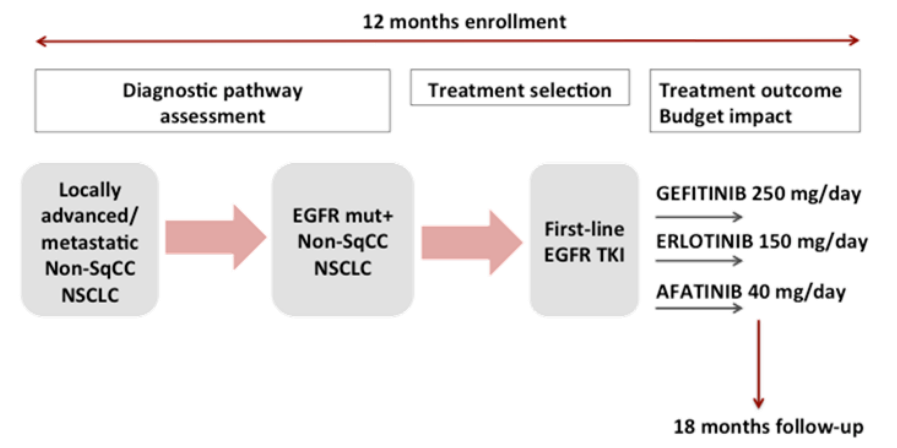 12 months enrollment
Diagnostic pathway
assessment
Treatment selection
Treatment outcome
Budget impact
Locally
advanced/
metastatic
Non-SqCC
NSCLC
EGFR mut+
Non-SqCC
NSCLC
First-line
EGFR TKI
GEFITINIB 250 mg/day
ERLOTINIB 150 mg/day
AFATINIB 40 mg/day
18 months follow-up